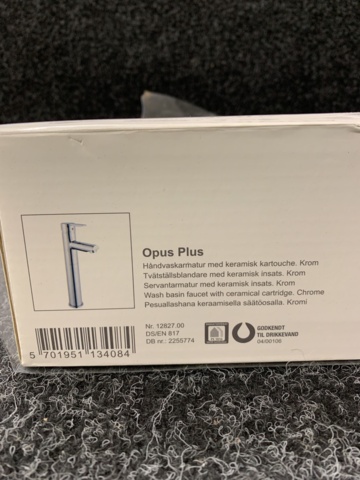 Opus Plus
Håndvaskarmatur med keramisk kartouche. Krom
Tvättställsblandare med keramisk insats. Krom
Servantarmatur med keramisk insats. Krom
Wash basin faucet with ceramical cartridge. Chrome
Pesuallashana keraamisella säätöosalla. Kromi
Nr. 12827.00
DS/EN 817
DB nr.: 2255774
GODKENDT
TIL DRIKKEVAND
04/00108
5 701951 134084